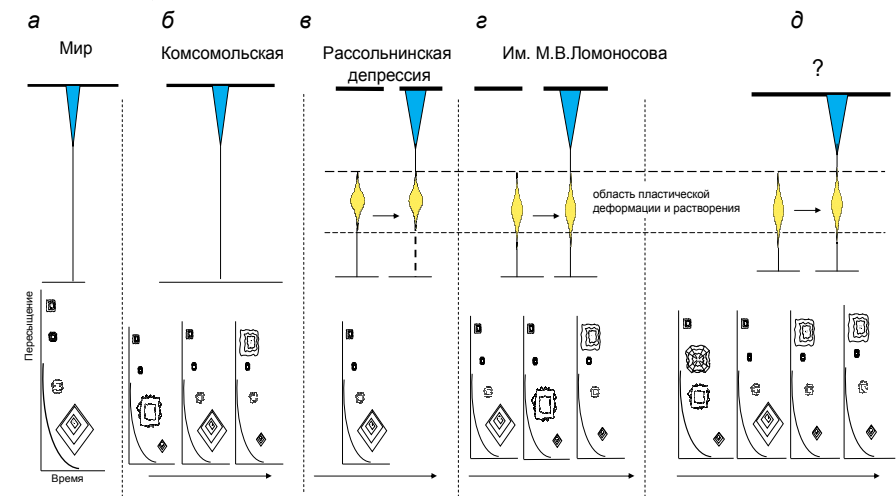 а
б
в
г
д
Мир
Комсомольская
Рассольнинская
депрессия
Им. М.В.Ломоносова
?
область пластической
деформации и растворения
Пересыщение
Время